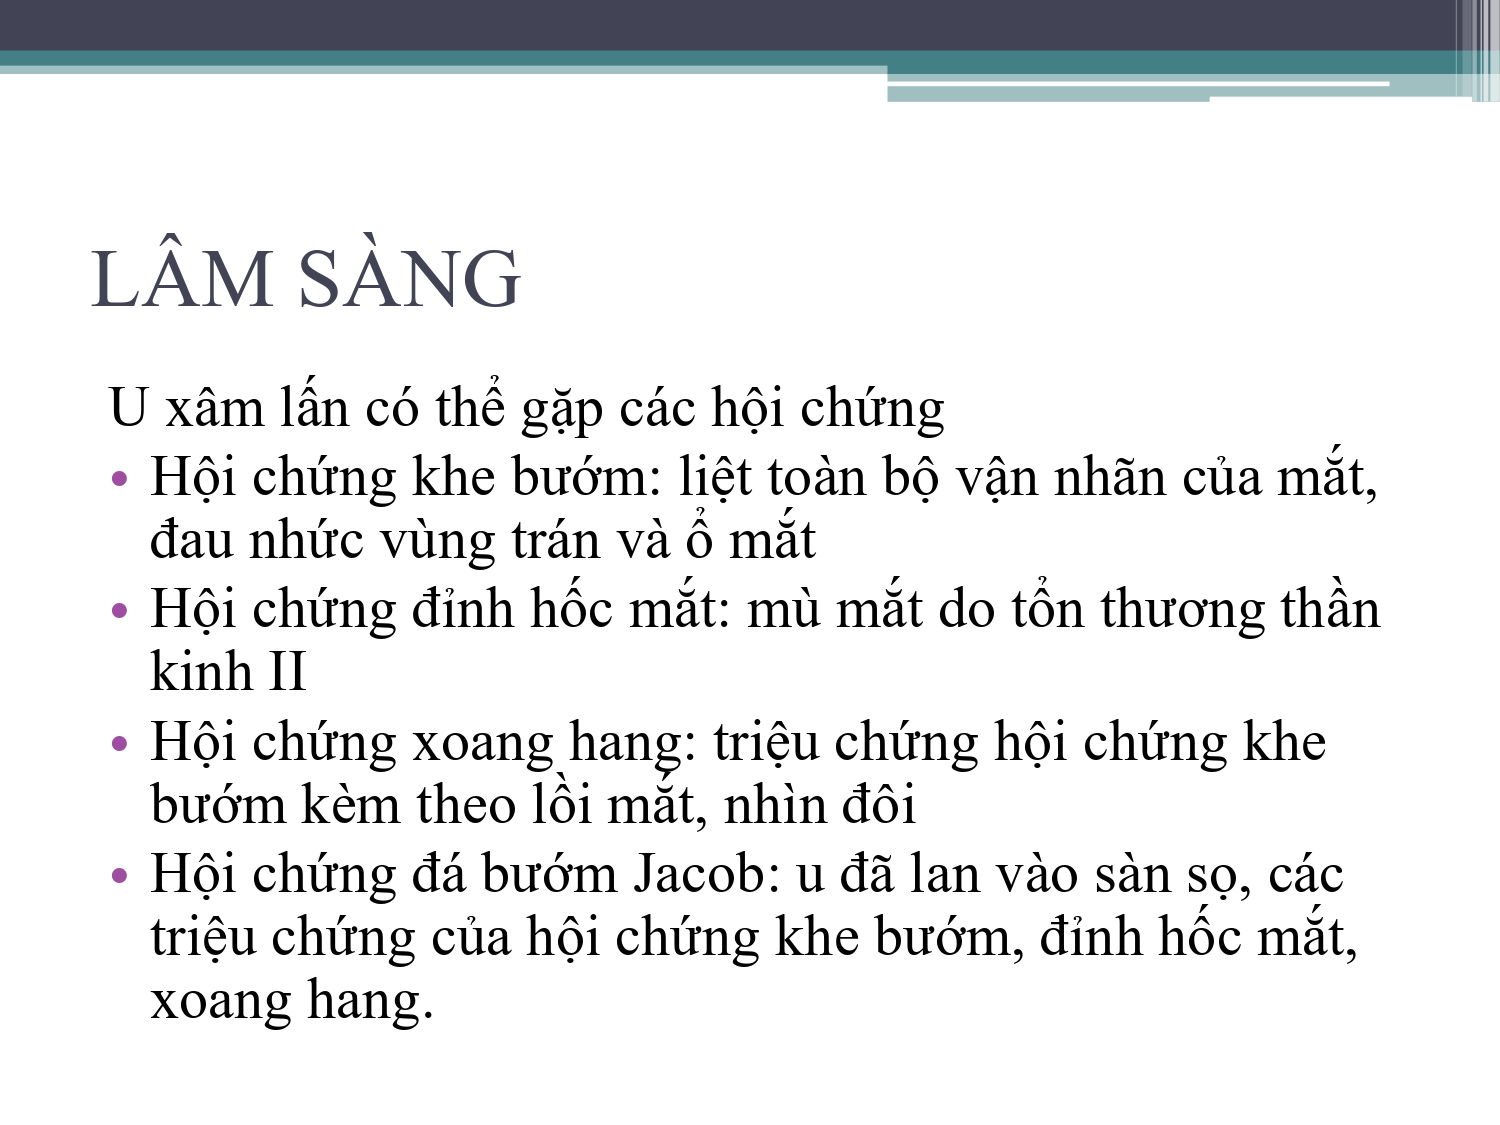 LÂM SÀNG
U xâm lấn có thể gặp các hội chứng
• Hội chứng khe bướm: liệt toàn bộ vận nhãn của mắt,
đau nhức vùng trán và ổ mắt
• Hội chứng đỉnh hốc mắt: mù mắt do tổn thương thần
kinh II
• Hội chứng xoang hang: triệu chứng hội chứng khe
bướm kèm theo lồi mắt, nhìn đôi
• Hội chứng đá bướm Jacob: u đã lan vào sàn sọ, các
triệu chứng của hội chứng khe bướm, đỉnh hốc mắt,
xoang hang.